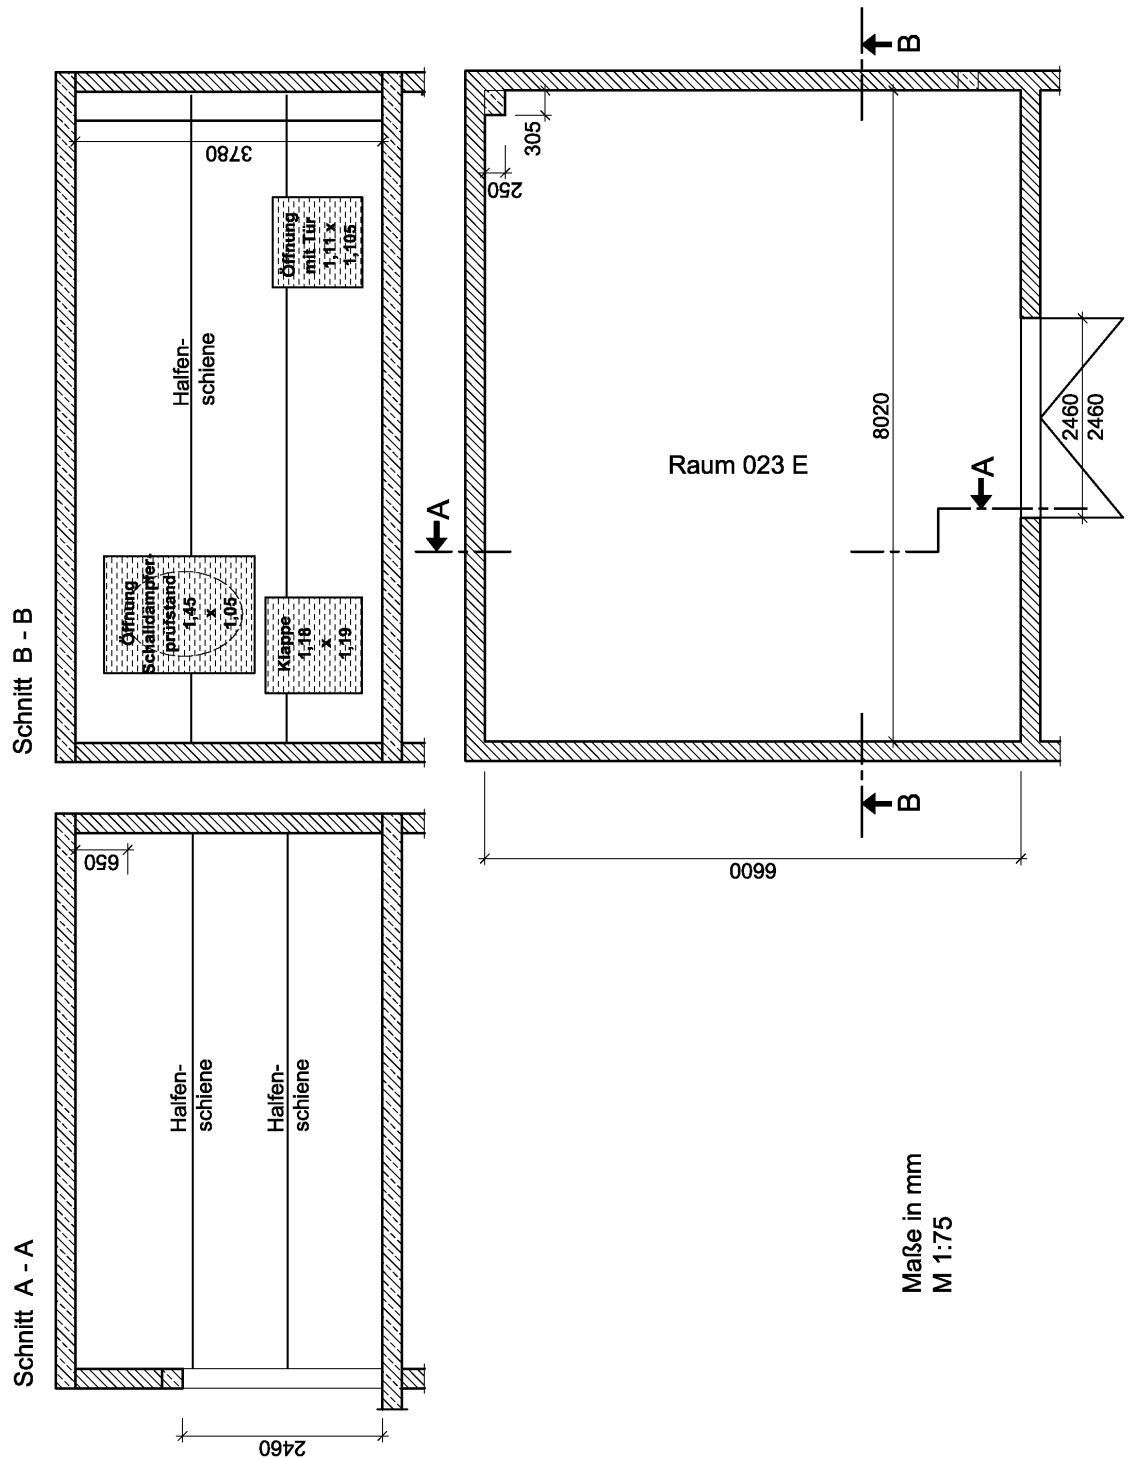 Schnitt A - A
650
Halfen-
schiene
Halfen-
schiene
2460
Schnitt B - B
3780
Halfen-
schiene
Öffnung
Schalldämpfer-
prüfstand
1,45
x
1,05
Klappe
1,18
x
1,19
Öffnung
mit Tür
1,11 x
1,105
A
A
B
B
305
250
8020
Raum 023 E
2460
2460
6600
Maße in mm
M 1:75